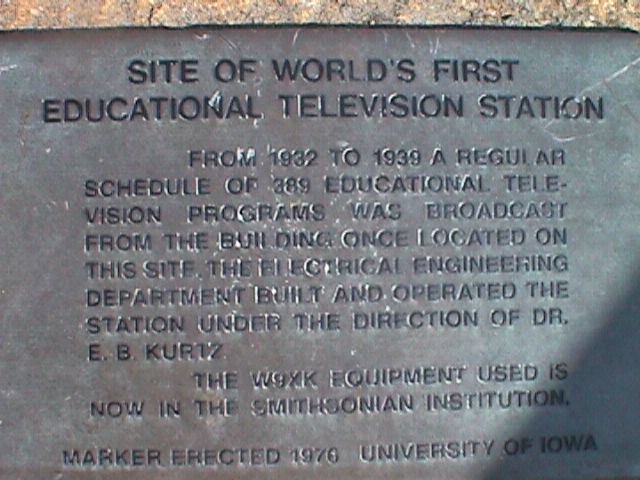 SITE OF WORLD'S FIRST
EDUCATIONAL TELEVISION STATION
FROM 1932 TO 1939 A REGULAR
SCHEDULE OF 389 EDUCATIONAL TELE-
VISION PROGRAMS WAS BROADCAST
FROM THE BUILDING ONCE LOCATED ON
THIS SITE. THE ELECTRICAL ENGINEERING
DEPARTMENT BUILT AND OPERATED THE
STATION UNDER THE DIRECTION OF DR.
E. B. KURTZ
THE W9XK EQUIPMENT USED IS
NOW IN THE SMITHSONIAN INSTITUTION.
MARKER ERECTED 1976 UNIVERSITY OF IOWA